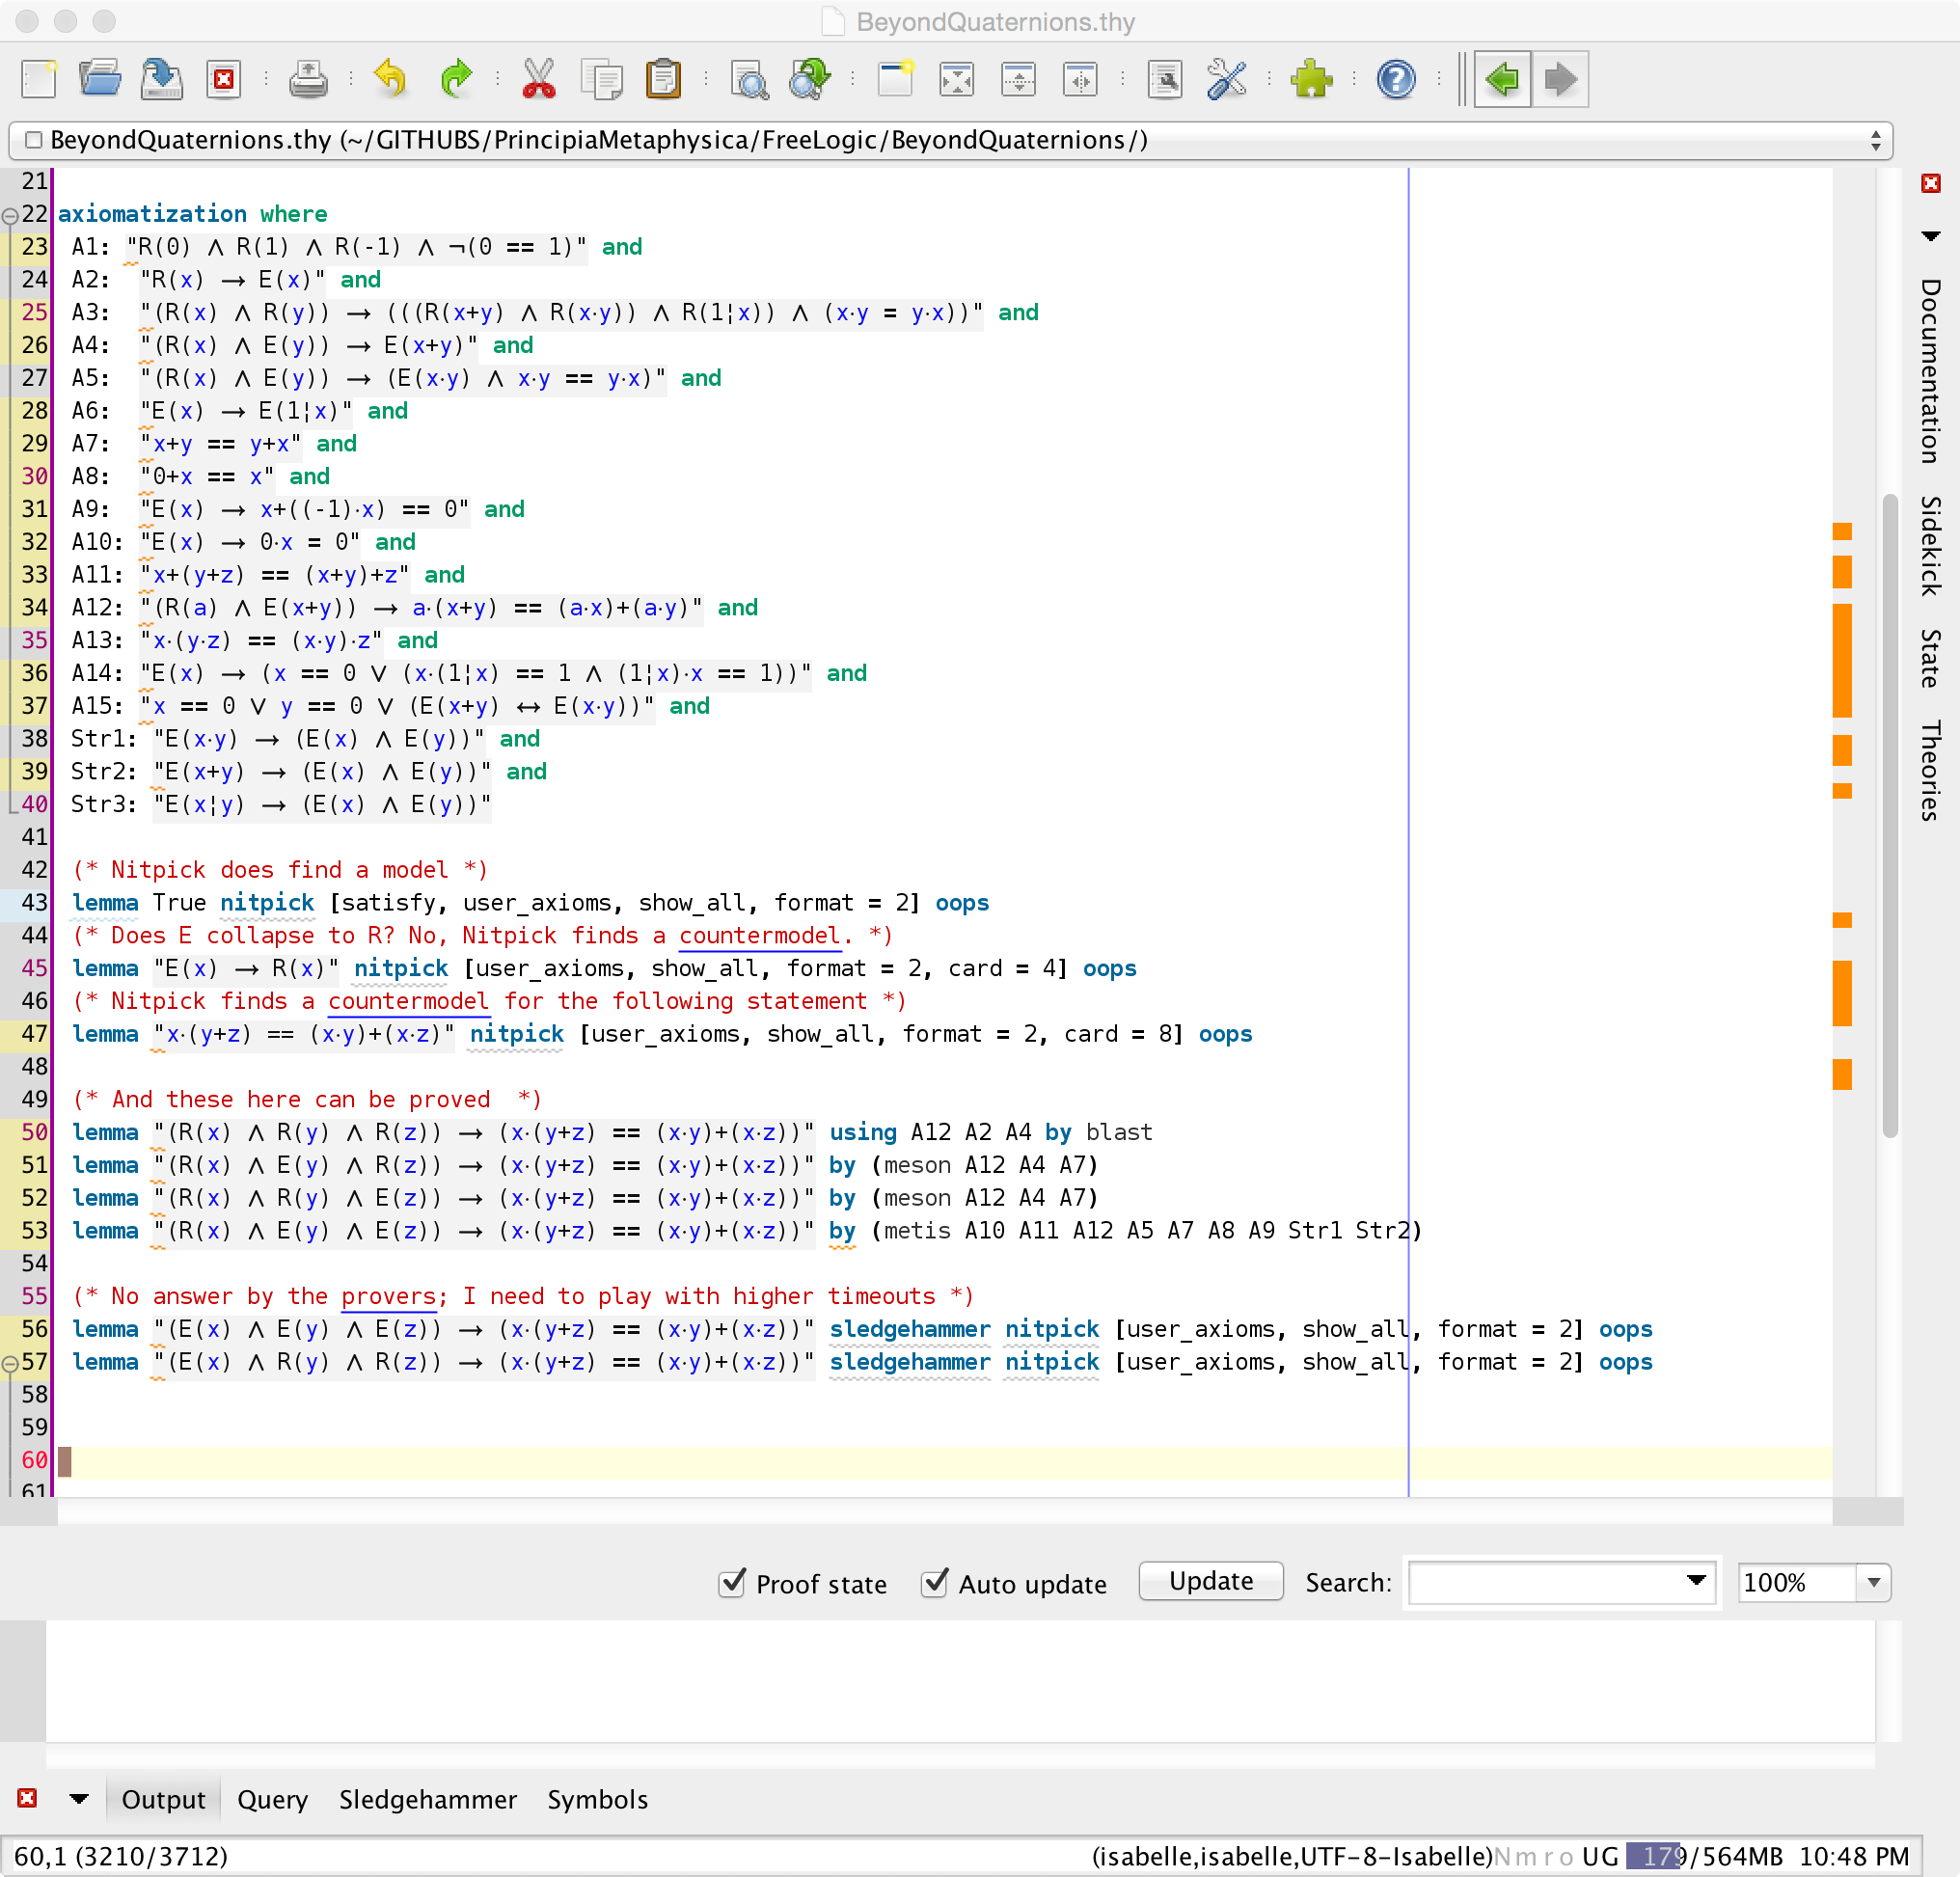 BeyondQuaternions.thy
BeyondQuaternions.thy (~/GITHUBS/PrincipiaMetaphysica/FreeLogic/BeyondQuaternions/)
21
22 axiomatization where
23 A1: "R(0) ∧ R(1) ∧ R(-1) ∧ ¬(0 == 1)" and
24 A2: "R(x) → E(x)" and
25 A3: "(R(x) ∧ R(y)) → (((R(x+y) ∧ R(x·y)) ∧ R(1¦x)) ∧ (x·y = y·x))" and
26 A4: "(R(x) ∧ E(y)) → E(x+y)" and
27 A5: "(R(x) ∧ E(y)) → (E(x·y) ∧ x·y == y·x)" and
28 A6: "E(x) → E(1¦x)" and
29 A7: "x+y == y+x" and
30 A8: "0+x == x" and
31 A9: "E(x) → x+((-1)·x) == 0" and
32 A10: "E(x) → 0·x = 0" and
33 A11: "x+(y+z) == (x+y)+z" and
34 A12: "(R(a) ∧ E(x+y)) → a·(x+y) == (a·x)+(a·y)" and
35 A13: "x·(y·z) == (x·y)·z" and
36 A14: "E(x) → (x == 0 ∨ (x·(1¦x) == 1 ∧ (1¦x)·x == 1))" and
37 A15: "x == 0 ∨ y == 0 ∨ (E(x+y) ↔ E(x·y))" and
38 Str1: "E(x·y) → (E(x) ∧ E(y))" and
39 Str2: "E(x+y) → (E(x) ∧ E(y))" and
40 Str3: "E(x¦y) → (E(x) ∧ E(y))"
41
42 (* Nitpick does find a model *)
43 lemma True nitpick [satisfy, user_axioms, show_all, format = 2] oops
44 (* Does E collapse to R? No, Nitpick finds a countermodel. *)
45 lemma "E(x) → R(x)" nitpick [user_axioms, show_all, format = 2, card = 4] oops
46 (* Nitpick finds a countermodel for the following statement *)
47 lemma "x·(y+z) == (x·y)+(x·z)" nitpick [user_axioms, show_all, format = 2, card = 8] oops
48
49 (* And these here can be proved  *)
50 lemma "(R(x) ∧ R(y) ∧ R(z)) → (x·(y+z) == (x·y)+(x·z))" using A12 A2 A4 by blast
51 lemma "(R(x) ∧ E(y) ∧ R(z)) → (x·(y+z) == (x·y)+(x·z))" by (meson A12 A4 A7)
52 lemma "(R(x) ∧ R(y) ∧ E(z)) → (x·(y+z) == (x·y)+(x·z))" by (meson A12 A4 A7)
53 lemma "(R(x) ∧ E(y) ∧ E(z)) → (x·(y+z) == (x·y)+(x·z))" by (metis A10 A11 A12 A5 A7 A8 A9 Str1 Str2)
54
55 (* No answer by the provers; I need to play with higher timeouts *)
56 lemma "(E(x) ∧ E(y) ∧ E(z)) → (x·(y+z) == (x·y)+(x·z))" sledgehammer nitpick [user_axioms, show_all, format = 2] oops
57 lemma "(E(x) ∧ R(y) ∧ R(z)) → (x·(y+z) == (x·y)+(x·z))" sledgehammer nitpick [user_axioms, show_all, format = 2] oops
58
59
60
61
Documentation
Sidekick
State
Theories
Proof state Auto update Update Search: 100%
Output Query Sledgehammer Symbols
60,1 (3210/3712) (isabelle,isabelle,UTF-8-Isabelle)N m r o UG 179/564MB 10:48 PM